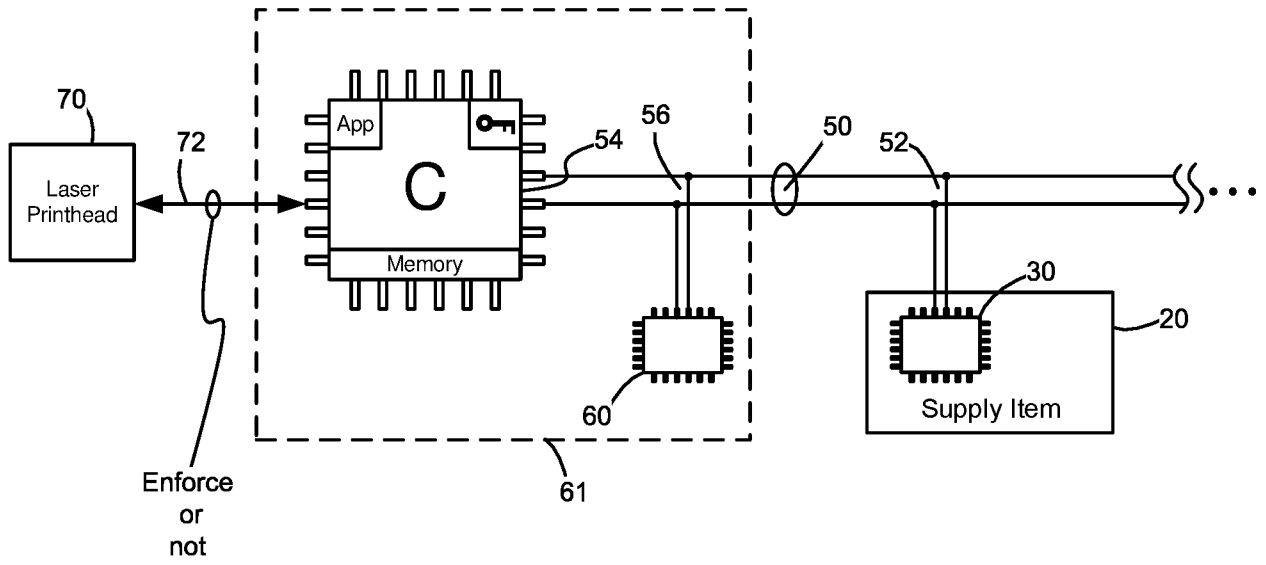 70
Laser
Printhead
72
App
C
Memory
54
56
50
52
60
30
20
Supply Item
61
Enforce
or
not